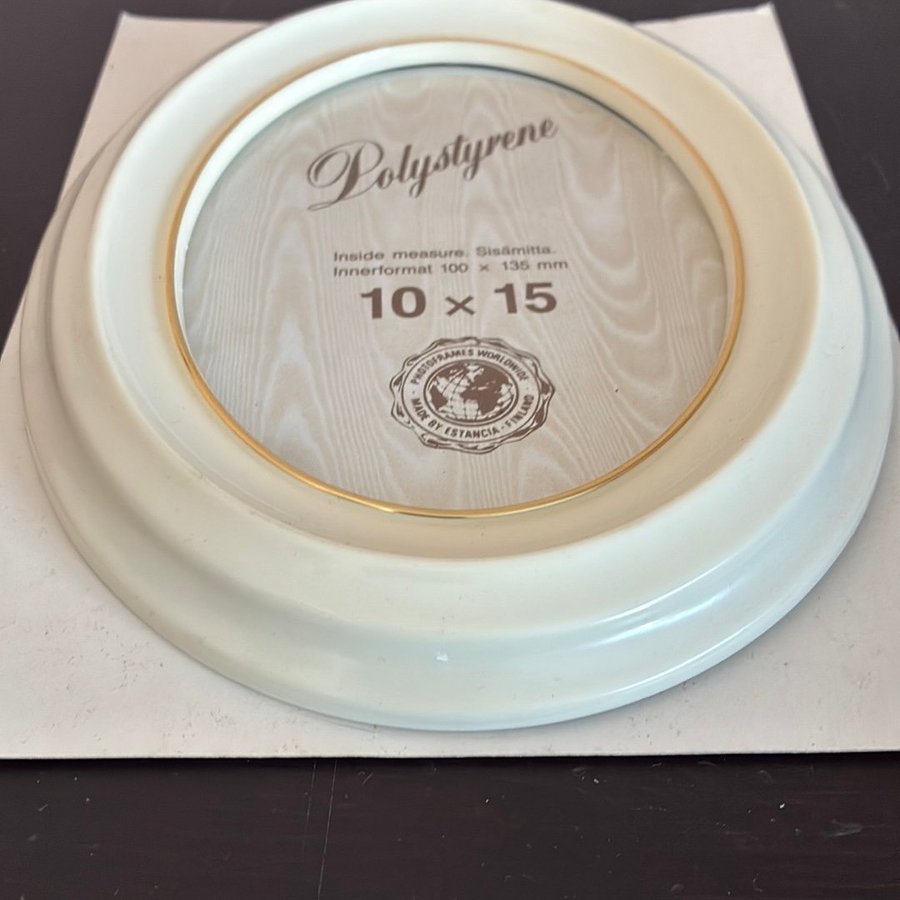 Polystyrene
Inside measure. Sisämitta.
Innerformat 100 × 135 mm
10 × 15
PHOTOFRAMES WORLDWIDE
· MADE BY ESTANCIA - FINLAND ·